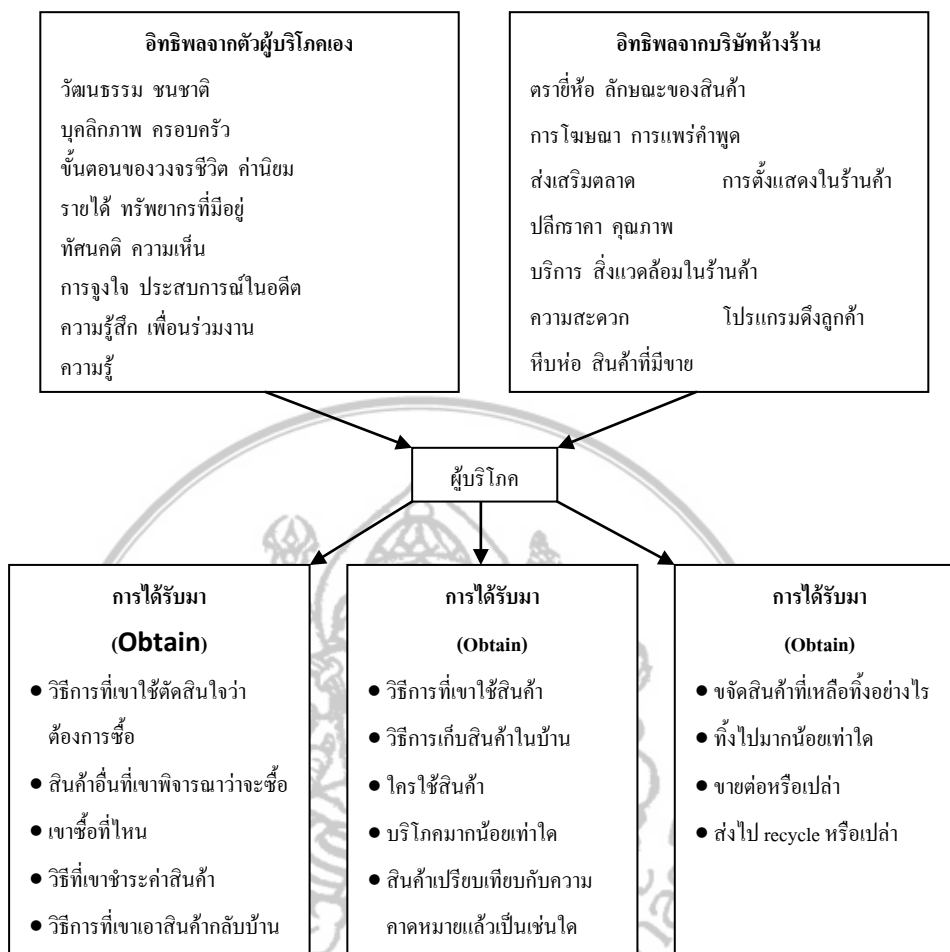 อิทธิพลจากตัวผู้บริโภคเอง
วัฒนธรรม ชนชาติ
บุคลิกภาพ ครอบครัว
ขั้นตอนของวงจรชีวิต ค่านิยม
รายได้ ทรัพยากรที่มีอยู่
ทัศนคติ ความเห็น
การจูงใจ ประสบการณ์ในอดีต
ความรู้สึก เพื่อนร่วมงาน
ความรู้
อิทธิพลจากบริษัทห้างร้าน
ตรายี่ห้อ ลักษณะของสินค้า
การโฆษณา การแพร่คำพูด
ส่งเสริมตลาด การตั้งแสดงในร้านค้า
ปลีกราคา คุณภาพ
บริการ สิ่งแวดล้อมในร้านค้า
ความสะดวก โปรแกรมดึงลูกค้า
หีบห่อ สินค้าที่มีขาย
ผู้บริโภค
การได้รับมา
(Obtain)
● วิธีการที่เขาใช้ตัดสินใจว่า
ต้องการซื้อ
● สินค้าอื่นที่เขาพิจารณาว่าจะซื้อ
● เขาซื้อที่ไหน
● วิธีที่เขาชำระค่าสินค้า
● วิธีการที่เขาเอาสินค้ากลับบ้าน
การได้รับมา
(Obtain)
● วิธีการที่เขาใช้สินค้า
● วิธีการเก็บสินค้าในบ้าน
● ใครใช้สินค้า
● บริโภคมากน้อยเท่าใด
● สินค้าเปรียบเทียบกับความ
คาดหมายแล้วเป็นเช่นใด
การได้รับมา
(Obtain)
● ขจัดสินค้าที่เหลือทิ้งอย่างไร
● ทิ้งไปมากน้อยเท่าใด
● ขายต่อหรือเปล่า
● ส่งไป recycle หรือเปล่า